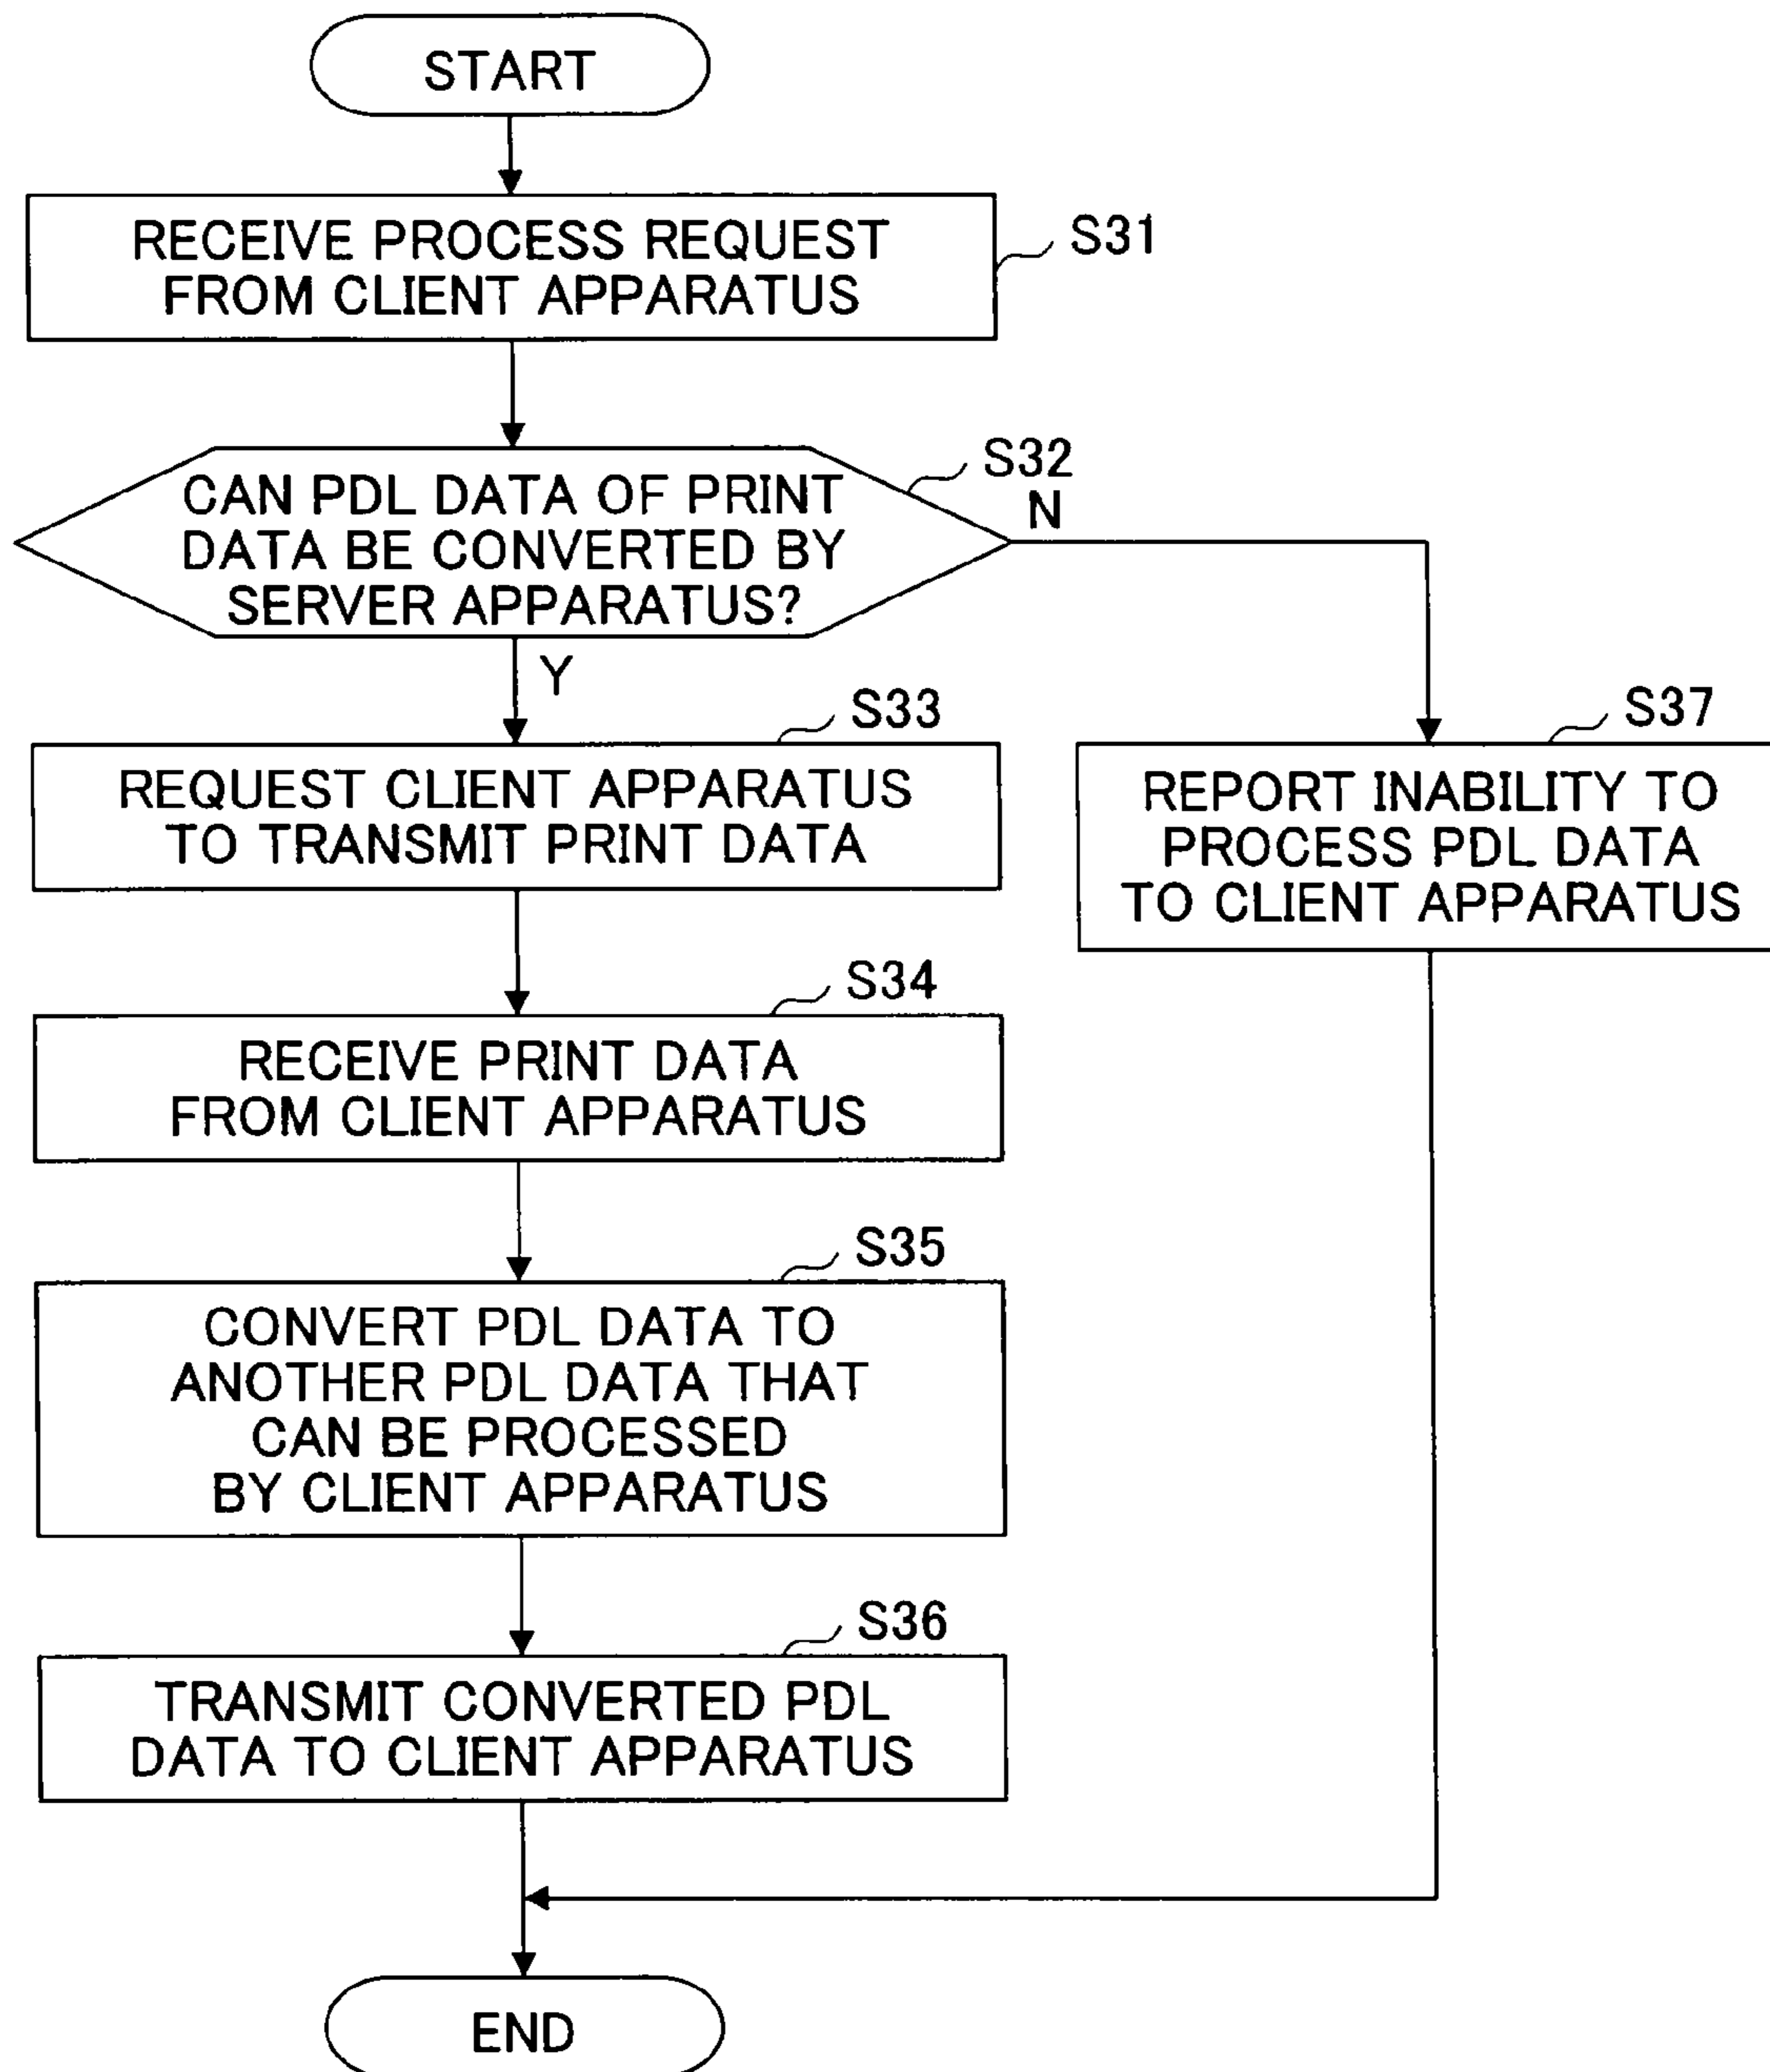 START
RECEIVE PROCESS REQUEST
FROM CLIENT APPARATUS
S31
CAN PDL DATA OF PRINT
DATA BE CONVERTED BY
SERVER APPARATUS?
S32
N
Y
S33
REQUEST CLIENT APPARATUS
TO TRANSMIT PRINT DATA
S37
REPORT INABILITY TO
PROCESS PDL DATA
TO CLIENT APPARATUS
S34
RECEIVE PRINT DATA
FROM CLIENT APPARATUS
S35
CONVERT PDL DATA TO
ANOTHER PDL DATA THAT
CAN BE PROCESSED
BY CLIENT APPARATUS
S36
TRANSMIT CONVERTED PDL
DATA TO CLIENT APPARATUS
END